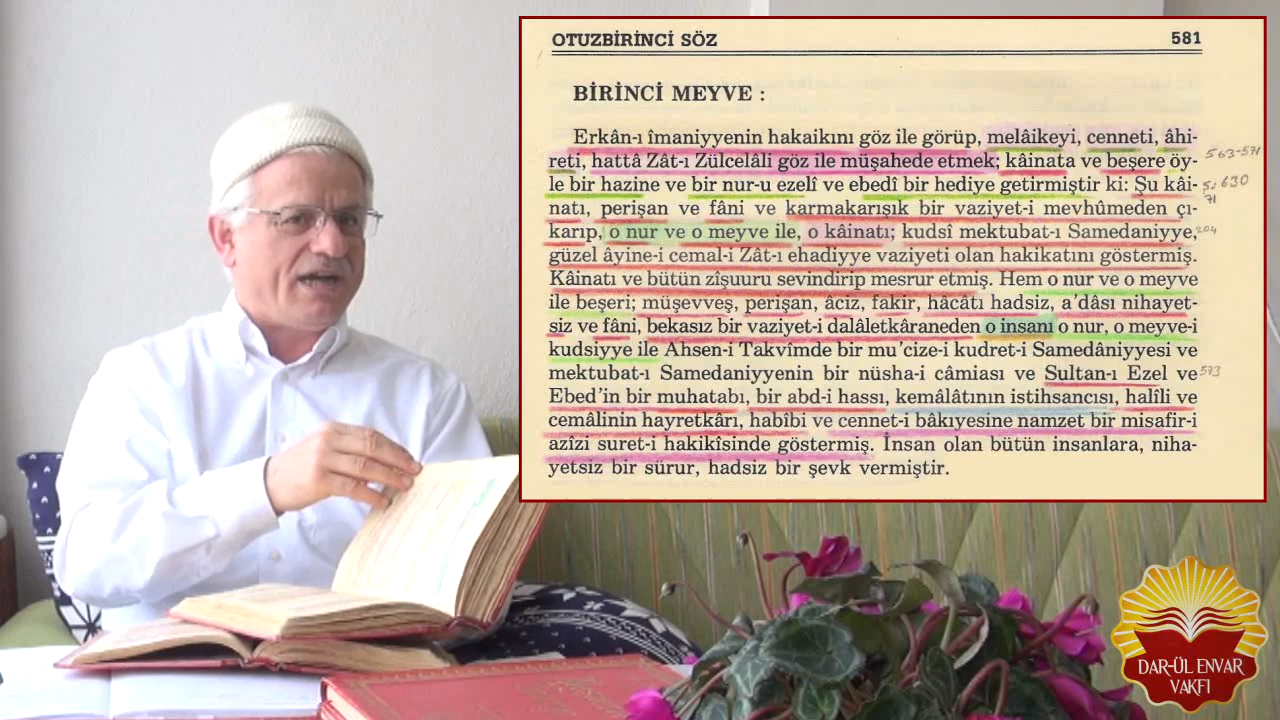 OTUZBİRİNCİ SÖZ 581
BİRİNCİ MEYVE :
Erkân-ı îmaniyyenin hakaikını göz ile görüp, melâikeyi, cenneti, âhi-
reti, hattâ Zât-ı Zülcelâli göz ile müşahede etmek; kâinata ve beşere öy-
563-571
le bir hazine ve bir nur-u ezelî ve ebedî bir hediye getirmiştir ki: Şu kâi-
Ş: 630
71
natı, perişan ve fâni ve karmakarışık bir vaziyet-i mevhûmeden çı-
karıp, o nur ve o meyve ile, o kâinatı; kudsî mektubat-ı Samedaniyye,
204
güzel âyine-i cemal-i Zât-ı ehadiyye vaziyeti olan hakikatını göstermiş.
Kâinatı ve bütün zîşuuru sevindirip mesrur etmiş. Hem o nur ve o meyve
ile beşeri; müşevveş, perişan, âciz, fakir, hâcâtı hadsiz, a'dâsı nihayet-
siz ve fâni, bekasız bir vaziyet-i dalâletkâraneden o insanı o nur, o meyve-i
kudsiyye ile Ahsen-i Takvîmde bir mu'cize-i kudret-i Samedâniyyesi ve
mektubat-ı Samedaniyyenin bir nüsha-i câmiası ve Sultan-ı Ezel ve
573
Ebed'in bir muhatabı, bir abd-i hassı, kemâlâtının istihsancısı, halîli ve
cemâlinin hayretkârı, habîbi ve cennet-i bâkıyesine namzet bir misafir-i
azîzi suret-i hakikîsinde göstermiş. İnsan olan bütün insanlara, niha-
yetsiz bir sürur, hadsiz bir şevk vermiştir.
DAR-ÜL ENVAR
VAKFI